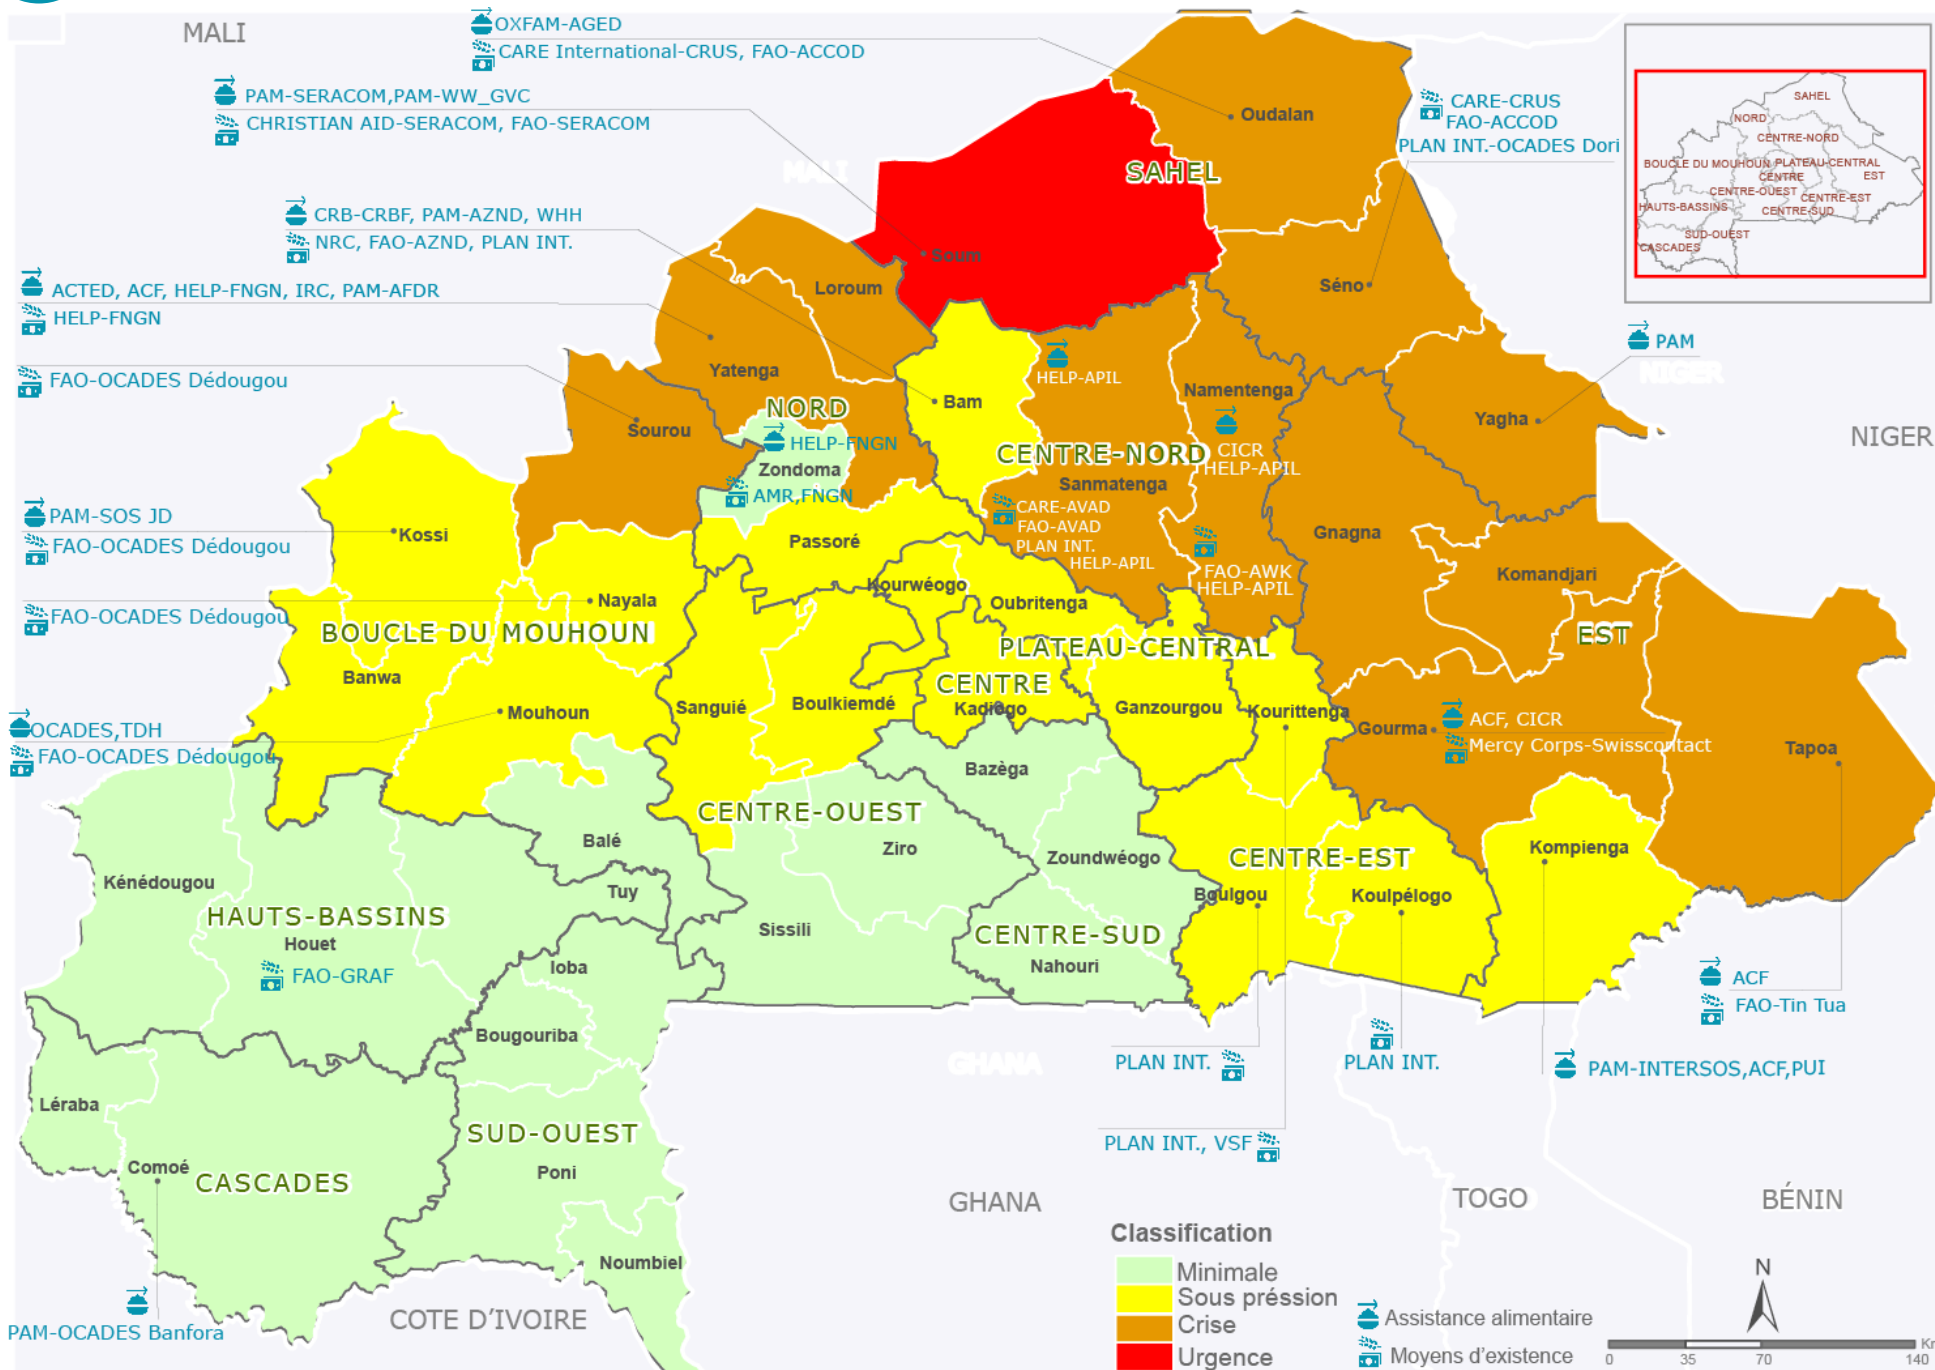 MALI
OXFAM-AGED
CARE International-CRUS, FAO-ACCOD
PAM-SERACOM,PAM-WW_GVC
CHRISTIAN AID-SERACOM, FAO-SERACOM
CRB-CRBF, PAM-AZND, WHH
NRC, FAO-AZND, PLAN INT.
ACTED, ACF, HELP-FNGN, IRC, PAM-AFDR
HELP-FNGN
FAO-OCADES Dédougou
PAM-SOS JD
FAO-OCADES Dédougou
FAO-OCADES Dédougou
OCADES,TDH
FAO-OCADES Dédougou
CARE-CRUS
FAO-ACCOD
PLAN INT.-OCADES Dori
SAHEL
NORD
CENTRE-NORD
BOUCLE DU MOUHOUN
PLATEAU-CENTRAL
CENTRE
EST
CENTRE-OUEST
CENTRE-EST
HAUTS-BASSINS
CENTRE-SUD
SUD-OUEST
CASCADES
MALI
SAHEL
Oudalan
Soum
Séno
Loroum
Yatenga
NORD
HELP-FNGN
Zondoma
AMR,FNGN
Sourou
Bam
HELP-APIL
Namentenga
CICR
HELP-APIL
CENTRE-NORD
Sanmatenga
CARE-AVAD
FAO-AVAD
PLAN INT.
HELP-APIL
FAO-AWK
HELP-APIL
PAM
NIGER
NIGER
Yagha
Gnagna
Komandjari
EST
Kossi
Passoré
Nayala
Kourwéogo
Oubritenga
BOUCLE DU MOUHOUN
PLATEAU-CENTRAL
Banwa
CENTRE
Mouhoun
Sanguié
Boulkiemdé
Kadiogo
Ganzourgou
Kourittenga
Gourma
ACF, CICR
Mercy Corps-Swisscontact
Tapoa
Bazèga
CENTRE-OUEST
Balé
Ziro
Zoundwéogo
CENTRE-EST
Kompienga
Kénédougou
Tuy
Boulgou
Koulpélogo
HAUTS-BASSINS
Houet
FAO-GRAF
Sissili
CENTRE-SUD
Nahouri
Ioba
Bougouriba
ACF
FAO-Tin Tua
GHANA
PLAN INT.
PLAN INT.
PAM-INTERSOS,ACF,PUI
Léraba
SUD-OUEST
PLAN INT., VSF
Comoé
CASCADES
Poni
GHANA
TOGO
BÉNIN
Noumbiel
PAM-OCADES Banfora
COTE D'IVOIRE
Classification
Minimale
Sous préssion
Crise
Urgence
Assistance alimentaire
Moyens d'existence
N
Km
0 35 70 140